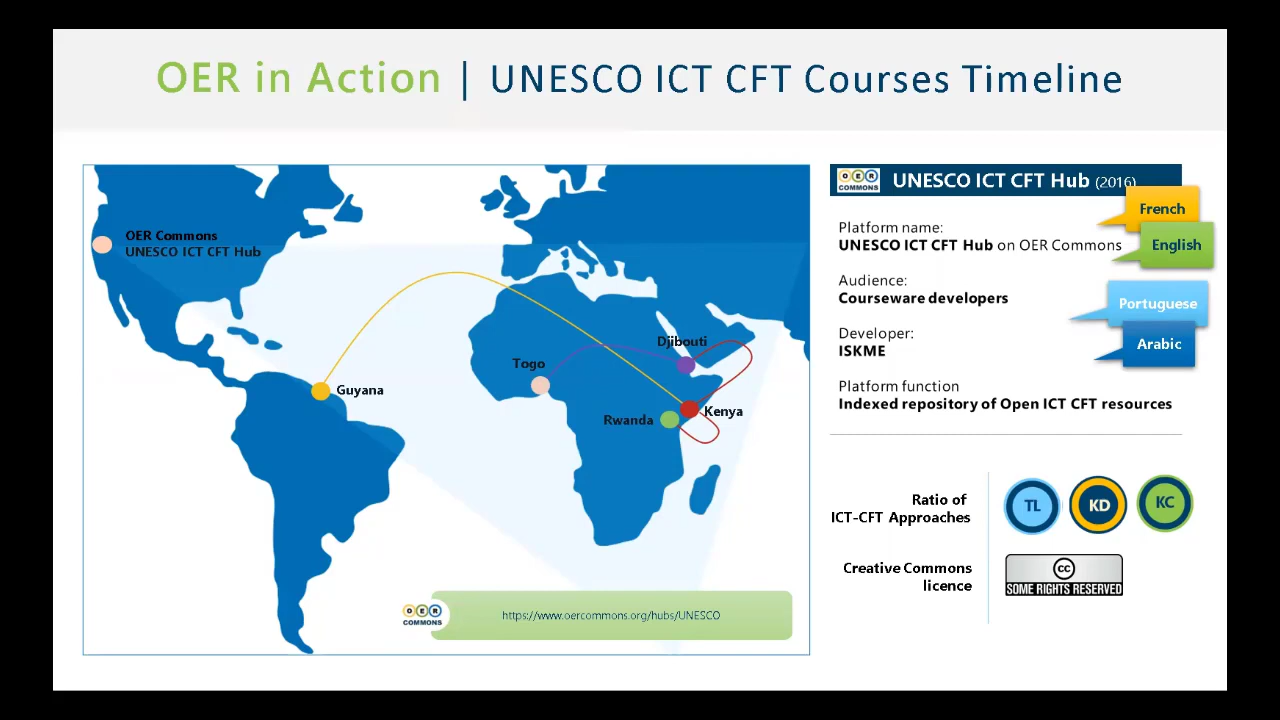 OER in Action | UNESCO ICT CFT Courses Timeline
OER Commons
UNESCO ICT CFT Hub
Guyana
Togo
Djibouti
Rwanda
Kenya
OER
COMMONS
https://www.oercommons.org/hubs/UNESCO
OER
COMMONS
UNESCO ICT CFT Hub (2016)
French
English
Portuguese
Arabic
Platform name:
UNESCO ICT CFT Hub on OER Commons
Audience:
Courseware developers
Developer:
ISKME
Platform function
Indexed repository of Open ICT CFT resources
Ratio of
ICT-CFT Approaches
TL
KD
KC
Creative Commons
licence
cc
SOME RIGHTS RESERVED